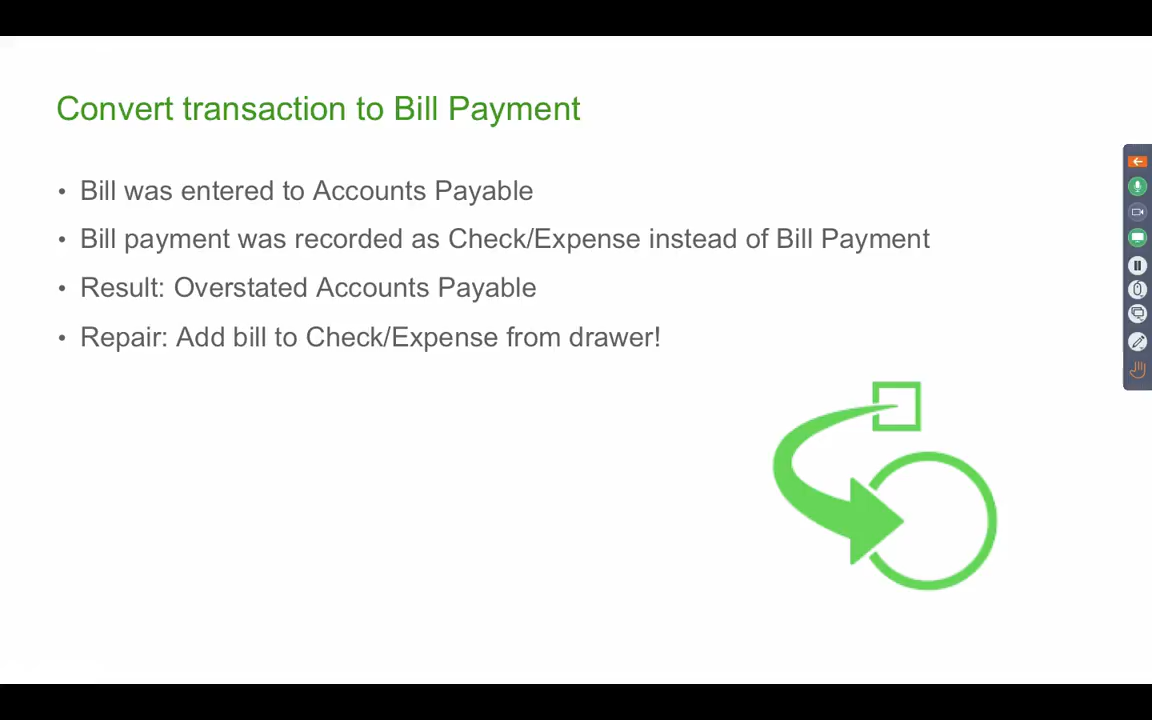 Convert transaction to Bill Payment
• Bill was entered to Accounts Payable
• Bill payment was recorded as Check/Expense instead of Bill Payment
• Result: Overstated Accounts Payable
• Repair: Add bill to Check/Expense from drawer!